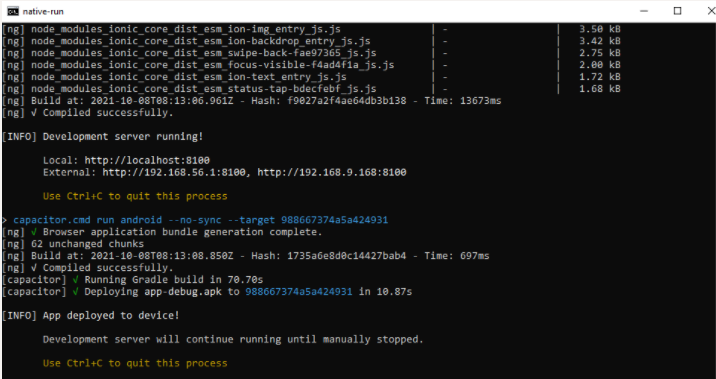 native-run
[ng] node_modules_ionic_core_dist_esm_ion-img_entry_js.js | - | 3.50 kB
[ng] node_modules_ionic_core_dist_esm_ion-backdrop_entry_js.js | - | 3.42 kB
[ng] node_modules_ionic_core_dist_esm_swipe-back-fae97365_js.js | - | 2.75 kB
[ng] node_modules_ionic_core_dist_esm_focus-visible-f4ad4f1a_js.js | - | 2.00 kB
[ng] node_modules_ionic_core_dist_esm_ion-text_entry_js.js | - | 1.72 kB
[ng] node_modules_ionic_core_dist_esm_status-tap-bdecfebf_js.js | - | 1.68 kB
[ng] Build at: 2021-10-08T08:13:06.961Z - Hash: f9027a2f4ae64db3b138 - Time: 13673ms
[ng] √ Compiled successfully.
[INFO] Development server running!
Local: http://localhost:8100
External: http://192.168.56.1:8100, http://192.168.9.168:8100
Use Ctrl+C to quit this process
> capacitor.cmd run android --no-sync --target 988667374a5a424931
[ng] √ Browser application bundle generation complete.
[ng] 62 unchanged chunks
[ng] Build at: 2021-10-08T08:13:08.850Z - Hash: 1735a6e8d0c14427bab4 - Time: 697ms
[ng] √ Compiled successfully.
[capacitor] √ Running Gradle build in 70.70s
[capacitor] √ Deploying app-debug.apk to 988667374a5a424931 in 10.87s
[INFO] App deployed to device!
Development server will continue running until manually stopped.
Use Ctrl+C to quit this process